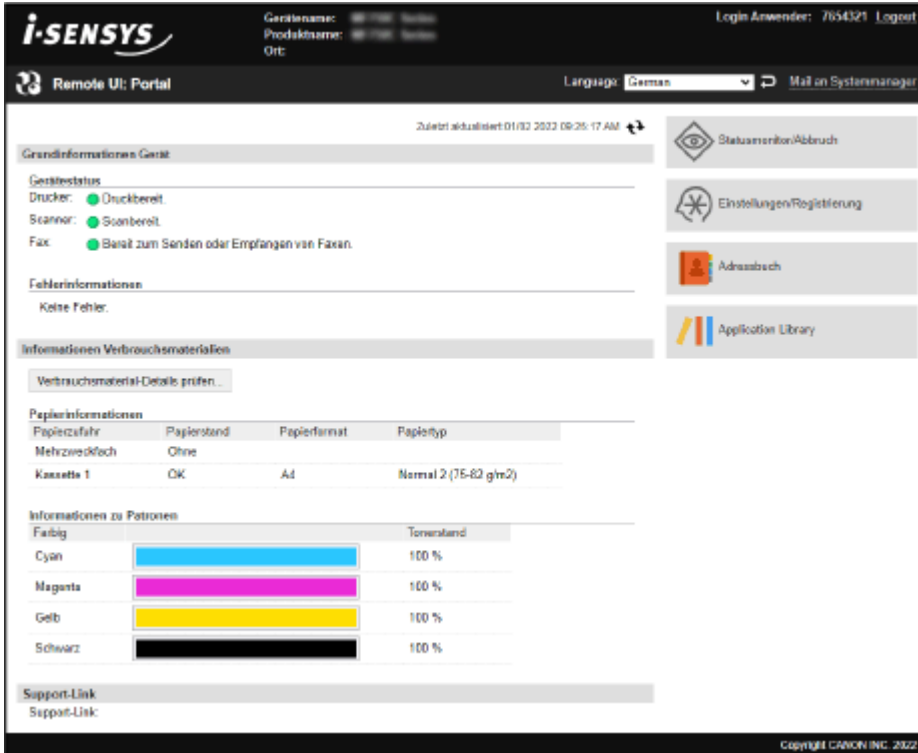 i-SENSYS
Gerätename:
Produktname:
Ort:
Login Anwender: 7654321 Logout
Remote UI: Portal
Language: German
Mail an Systemmanager
Zuletzt aktualisiert:01/02 2022 09:25:17 AM
Grundinformationen Gerät
Gerätestatus
Drucker: Druckbereit.
Scanner: Scanbereit.
Fax: Bereit zum Senden oder Empfangen von Faxen.
Fehlerinformationen
Keine Fehler.
Informationen Verbrauchsmaterialien
Verbrauchsmaterial-Details prüfen...
Papierinformationen
Papierzufuhr Papierstand Papierformat Papiertyp
Mehrzweckfach Ohne
Kassette 1 OK A4 Normal 2 (75-82 g/m2)
Informationen zu Patronen
Farbig Tonerstand
Cyan 100 %
Magenta 100 %
Gelb 100 %
Schwarz 100 %
Support-Link
Support-Link:
Statusmonitor/Abbruch
Einstellungen/Registrierung
Adressbuch
Application Library
Copyright CANON INC. 2022